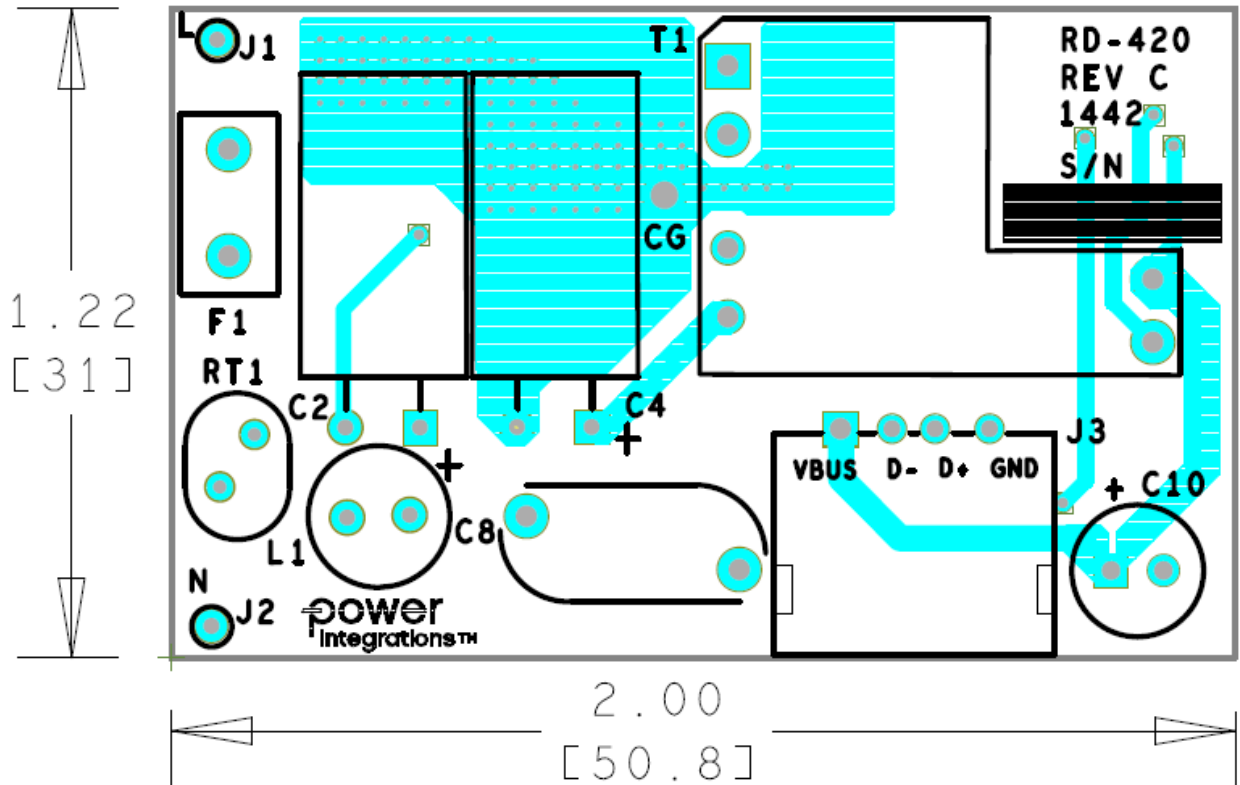 L
J1
T1
RD-420
REV C
1442
S/N
CG
F1
1.22
[31]
RT1
C2
C4
+
+
J3
VBUS D- D+ GND
+ C10
C8
L1
N
J2
power
integrations™
2.00
[50.8]